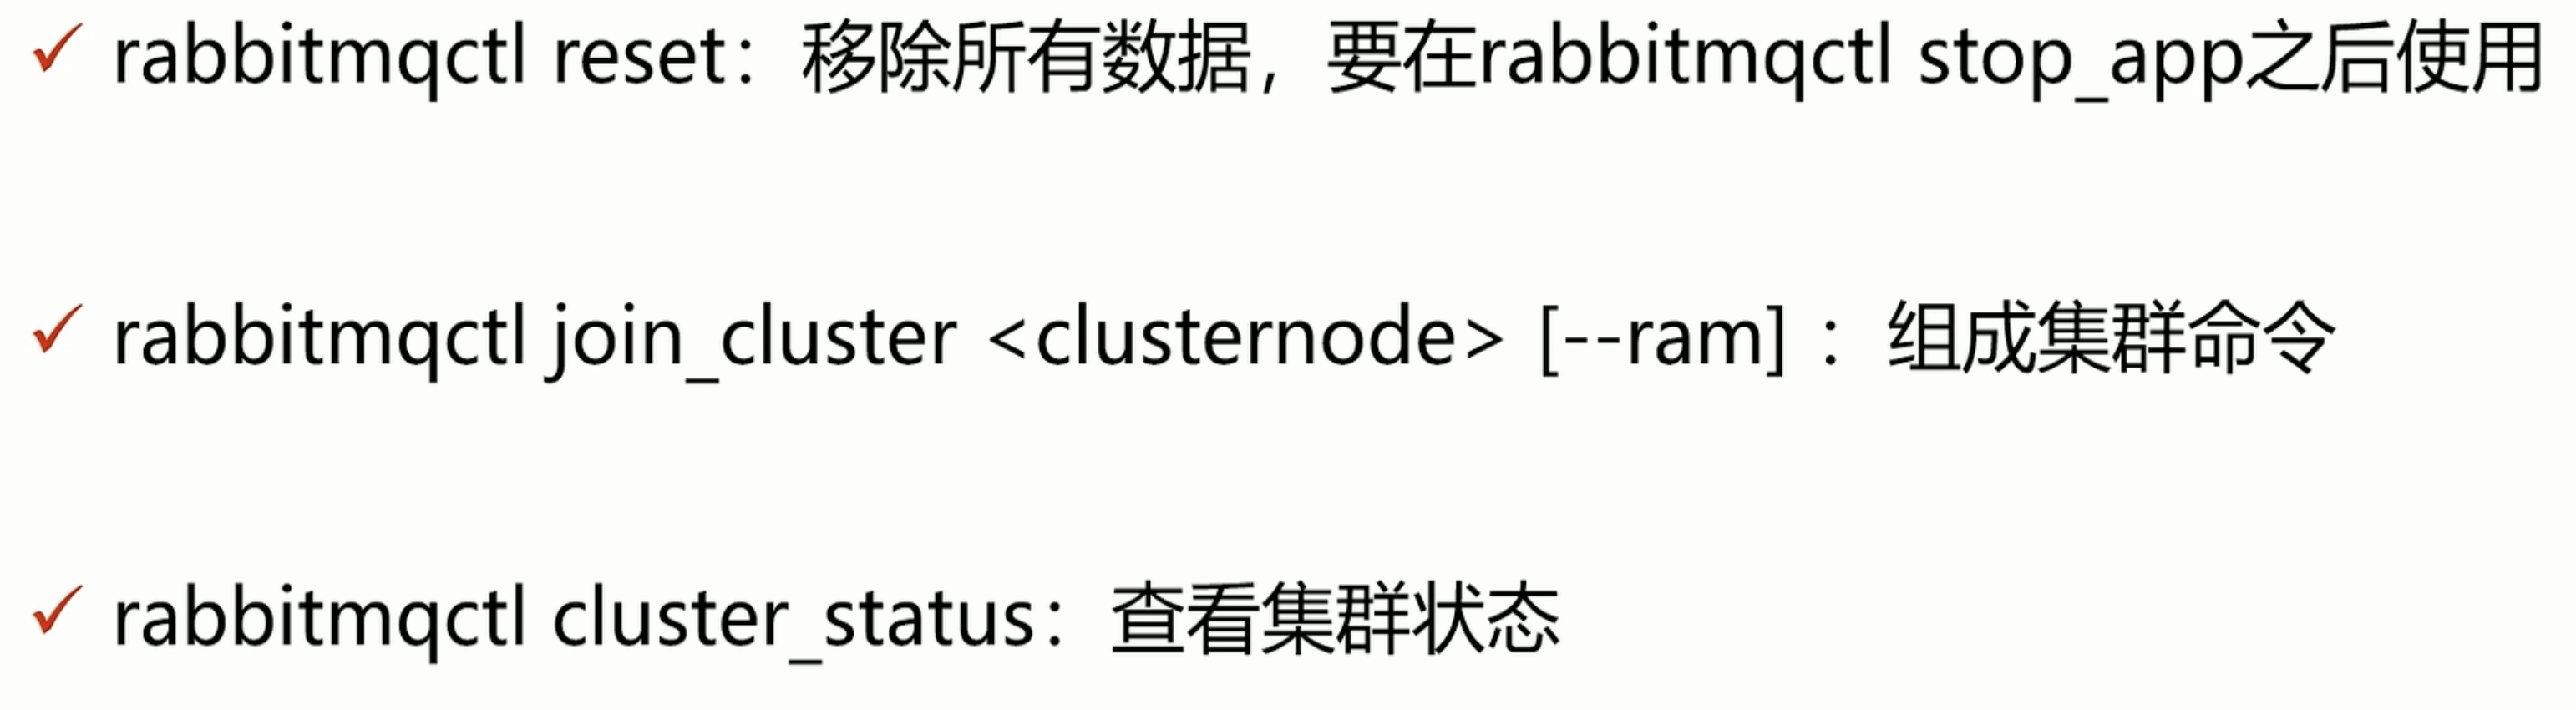 ✓ rabbitmqctl reset：移除所有数据，要在rabbitmqctl stop_app之后使用
✓ rabbitmqctl join_cluster <clusternode> [--ram] ：组成集群命令
✓ rabbitmqctl cluster_status：查看集群状态